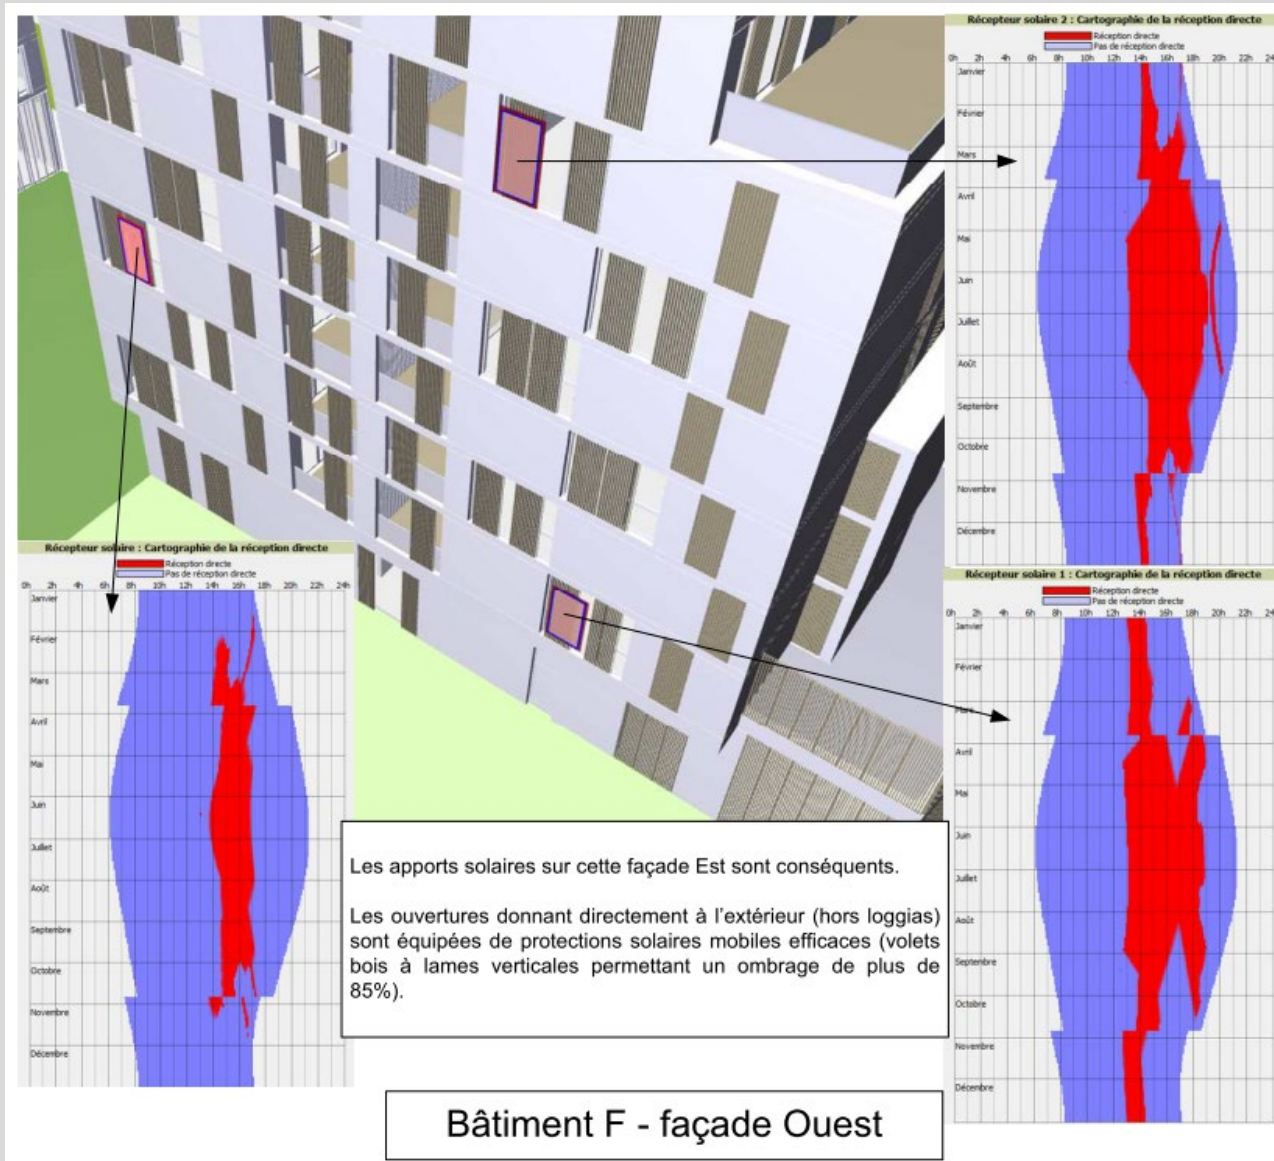 Récepteur solaire 2 : Cartographie de la réception directe
Réception directe
Pas de réception directe
0h 2h 4h 6h 8h 10h 12h 14h 16h 18h 20h 22h 24h
Janvier
Février
Mars
Avril
Mai
Juin
Juillet
Août
Septembre
Octobre
Novembre
Décembre
Récepteur solaire : Cartographie de la réception directe
Réception directe
Pas de réception directe
0h 2h 4h 6h 8h 10h 12h 14h 16h 18h 20h 22h 24h
Janvier
Février
Mars
Avril
Mai
Juin
Juillet
Août
Septembre
Octobre
Novembre
Décembre
Récepteur solaire 1 : Cartographie de la réception directe
Réception directe
Pas de réception directe
0h 2h 4h 6h 8h 10h 12h 14h 16h 18h 20h 22h 24h
Janvier
Février
Mars
Avril
Mai
Juin
Juillet
Août
Septembre
Octobre
Novembre
Décembre
Les apports solaires sur cette façade Est sont conséquents.
Les ouvertures donnant directement à l'extérieur (hors loggias)
sont équipées de protections solaires mobiles efficaces (volets
bois à lames verticales permettant un ombrage de plus de
85%).
Bâtiment F - façade Ouest